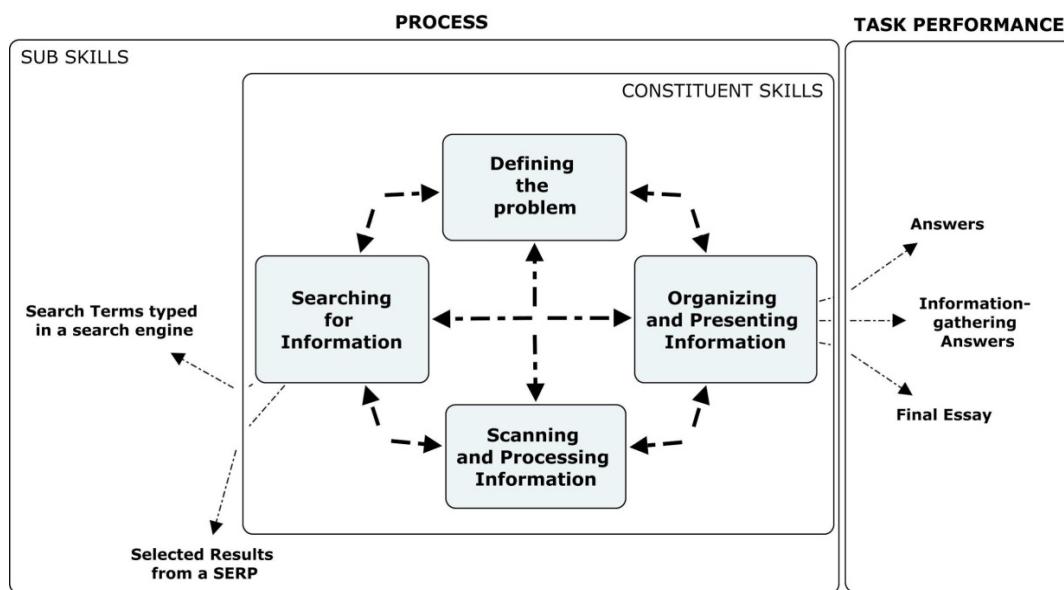 PROCESS
TASK PERFORMANCE
SUB SKILLS
CONSTITUENT SKILLS
Defining
the
problem
Searching
for
Information
Organizing
and Presenting
Information
Scanning
and Processing
Information
Search Terms typed
in a search engine
Selected Results
from a SERP
Answers
Information-
gathering
Answers
Final Essay